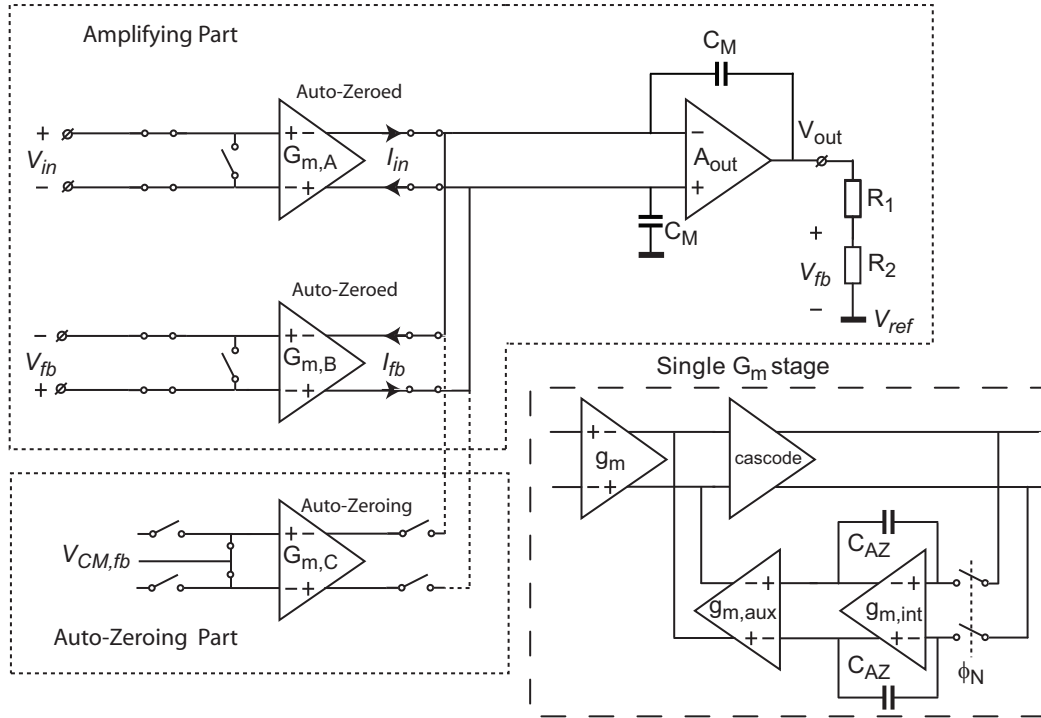 Amplifying Part
C_M
Auto-Zeroed
+
V_in
−
+ −
G_m,A
− +
I_in
−
A_out
+
V_out
C_M
R_1
+
V_fb
−
R_2
V_ref
Auto-Zeroed
−
V_fb
+
+ −
G_m,B
− +
I_fb
Single G_m stage
+ −
g_m
− +
cascode
Auto-Zeroing
V_CM,fb
+ −
G_m,C
− +
Auto-Zeroing Part
C_AZ
− +
g_m,aux
+ −
− +
g_m,int
+ −
C_AZ
ϕ_N